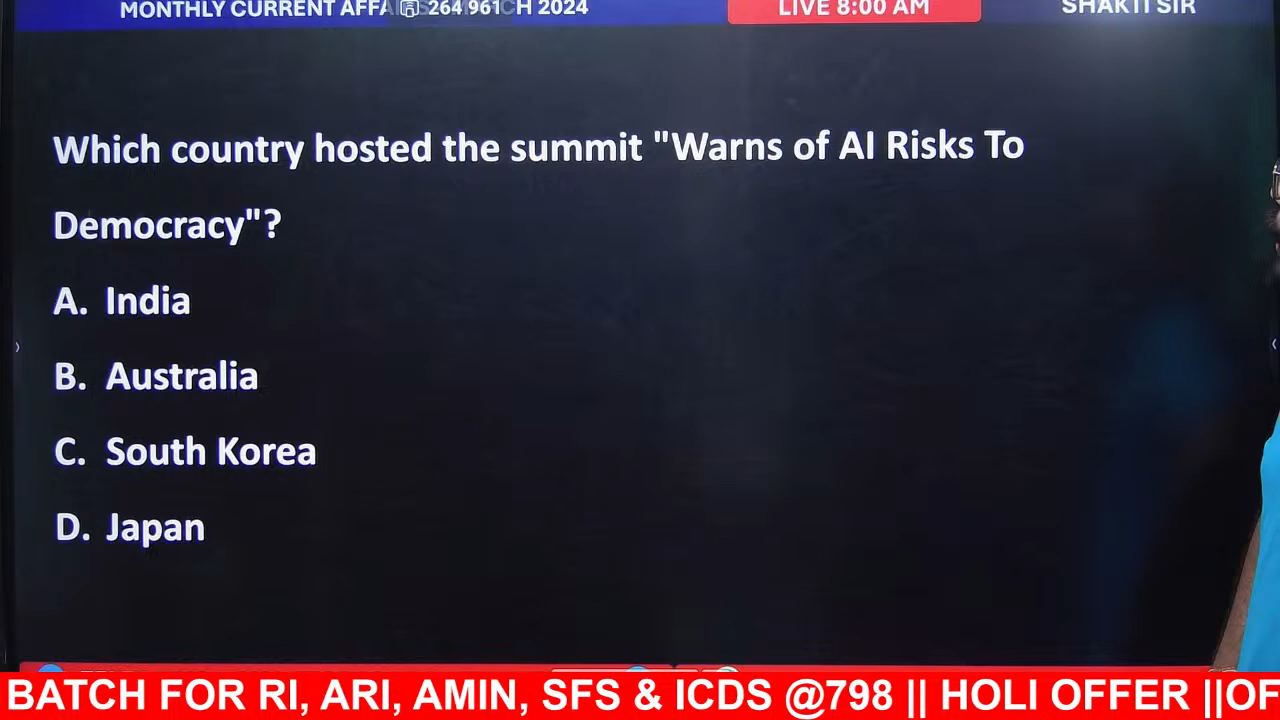 MONTHLY CURRENT AFFA 264 961 CH 2024 LIVE 8:00 AM SHAKTI SIR
Which country hosted the summit "Warns of AI Risks To
Democracy"?
A. India
B. Australia
C. South Korea
D. Japan
BATCH FOR RI, ARI, AMIN, SFS & ICDS @798 || HOLI OFFER ||OF